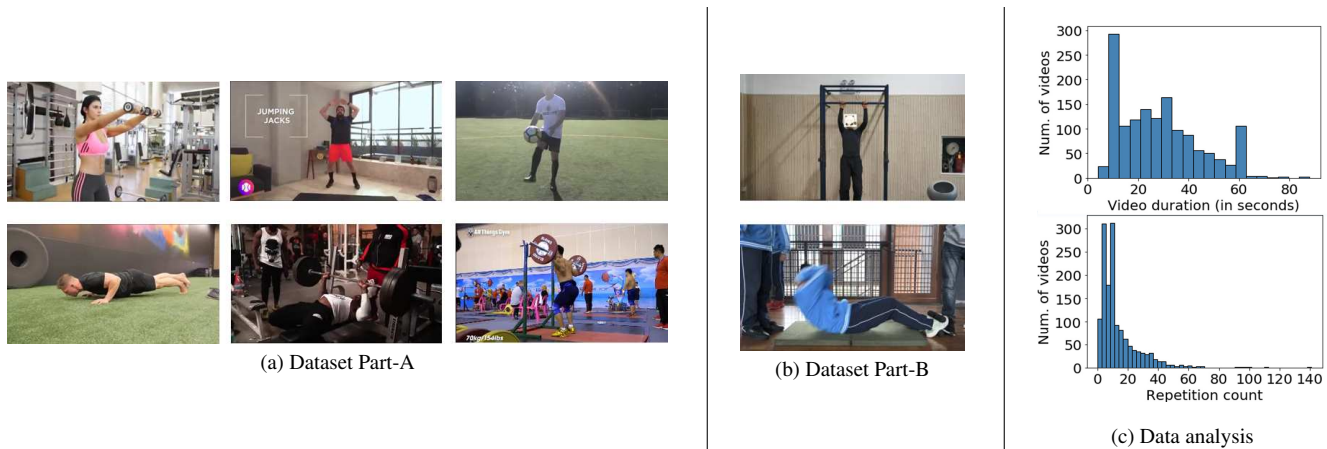 JUMPING
JACKS
All Things Gym
70kg/154lbs
(a) Dataset Part-A
(b) Dataset Part-B
300
250
200
150
100
50
0
Num. of videos
0 20 40 60 80
Video duration (in seconds)
300
250
200
150
100
50
0
Num. of videos
0 20 40 60 80 100 120 140
Repetition count
(c) Data analysis